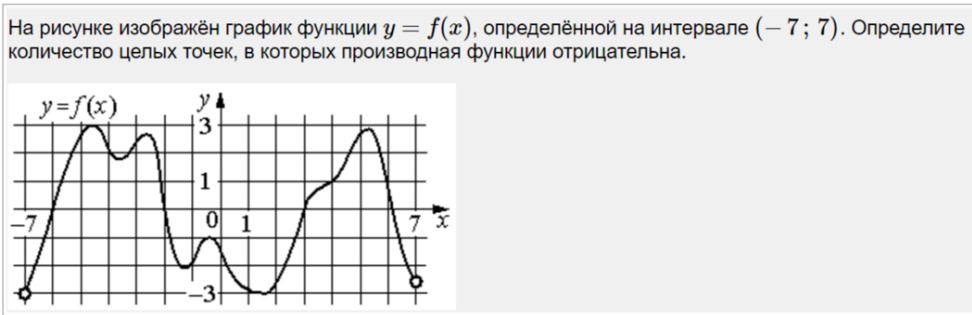 На рисунке изображён график функции y = f(x), определённой на интервале (− 7 ; 7). Определите
количество целых точек, в которых производная функции отрицательна.
y=f(x)
y
3
1
−7
0
1
7
x
−3